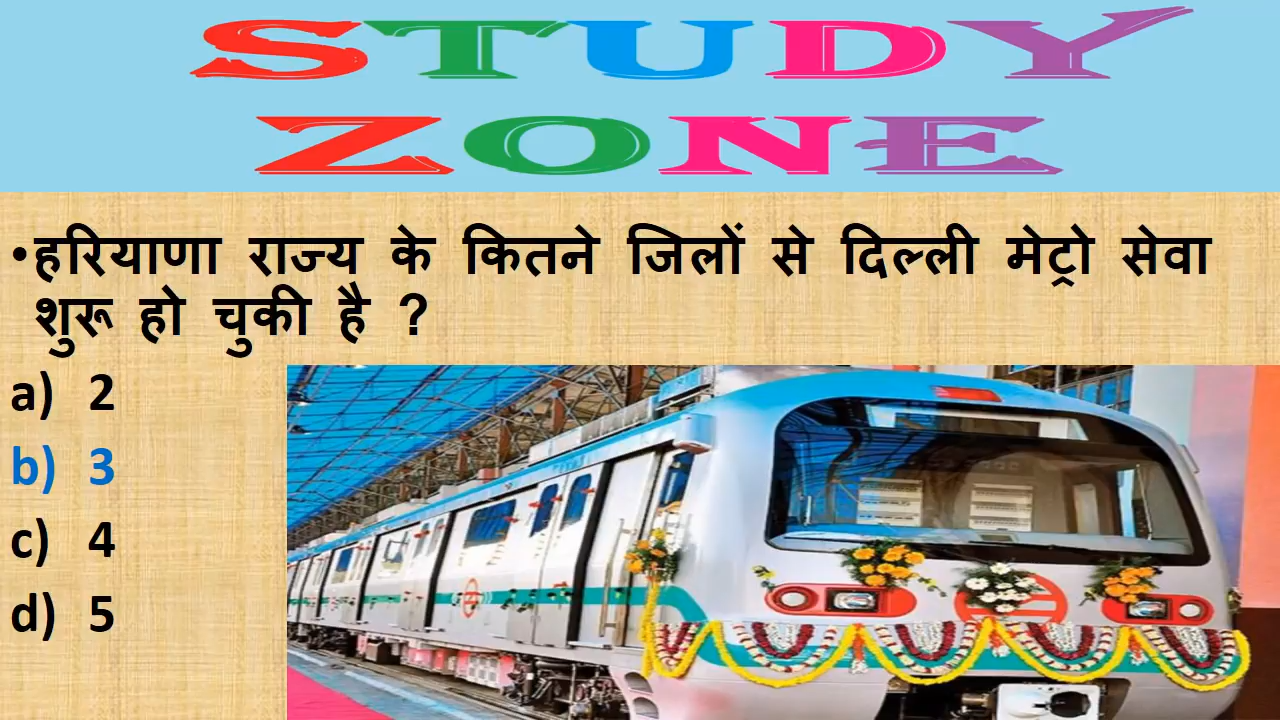 STUDY
ZONE
•हरियाणा राज्य के कितने जिलों से दिल्ली मेट्रो सेवा
शुरू हो चुकी है ?
a) 2
b) 3
c) 4
d) 5